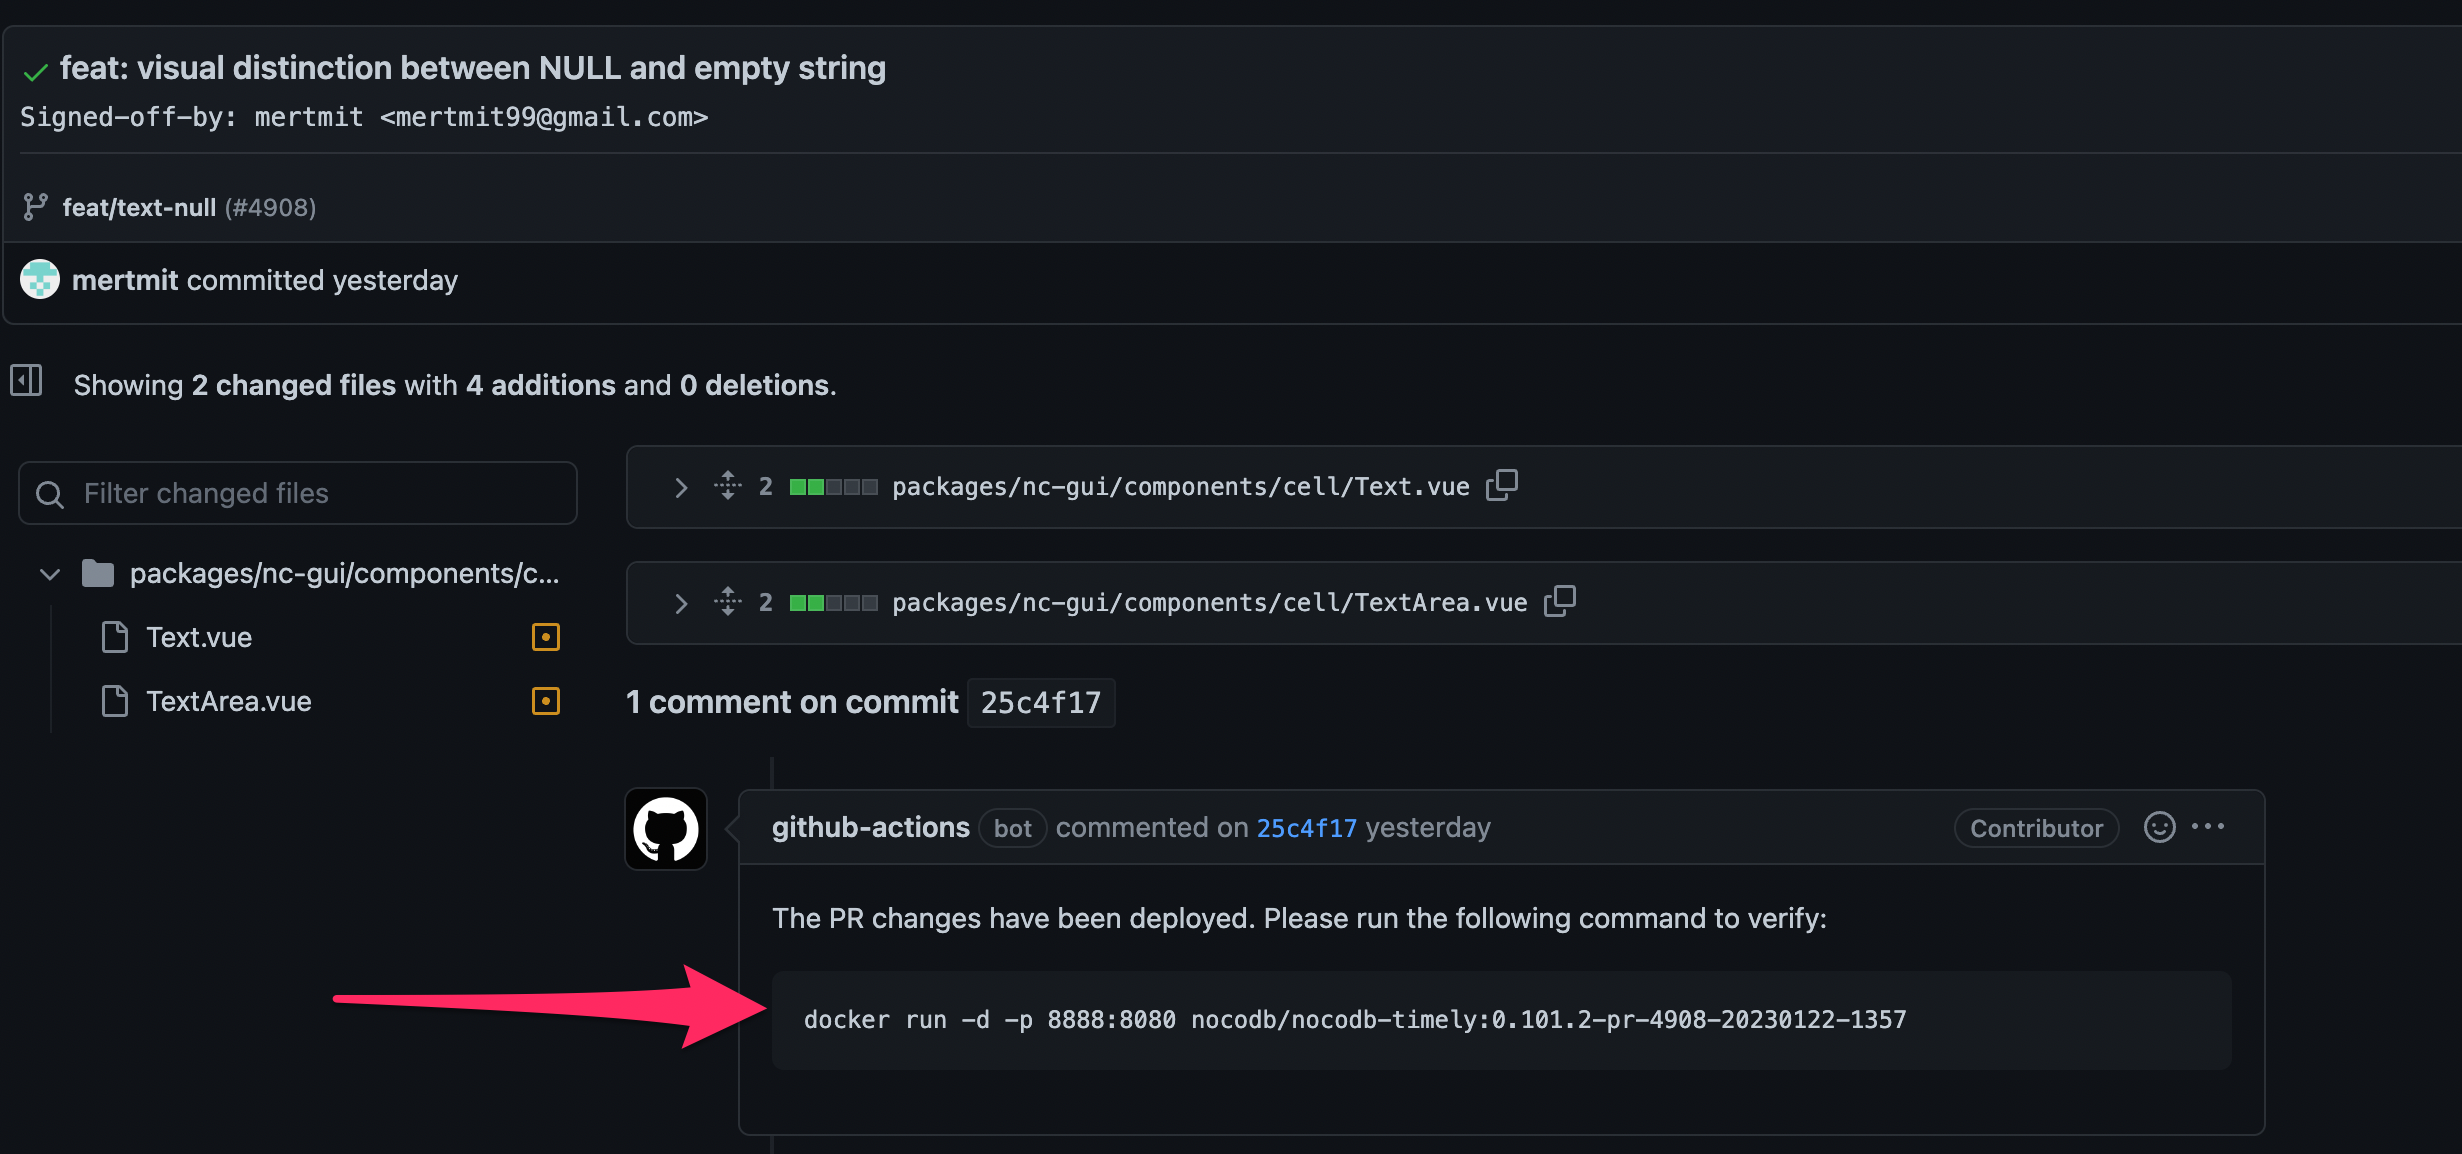 feat: visual distinction between NULL and empty string
Signed-off-by: mertmit <mertmit99@gmail.com>
feat/text-null (#4908)
mertmit committed yesterday
Showing 2 changed files with 4 additions and 0 deletions.
Filter changed files
packages/nc-gui/components/c...
Text.vue
TextArea.vue
2 packages/nc-gui/components/cell/Text.vue
2 packages/nc-gui/components/cell/TextArea.vue
1 comment on commit 25c4f17
github-actions bot commented on 25c4f17 yesterday Contributor
The PR changes have been deployed. Please run the following command to verify:
docker run -d -p 8888:8080 nocodb/nocodb-timely:0.101.2-pr-4908-20230122-1357